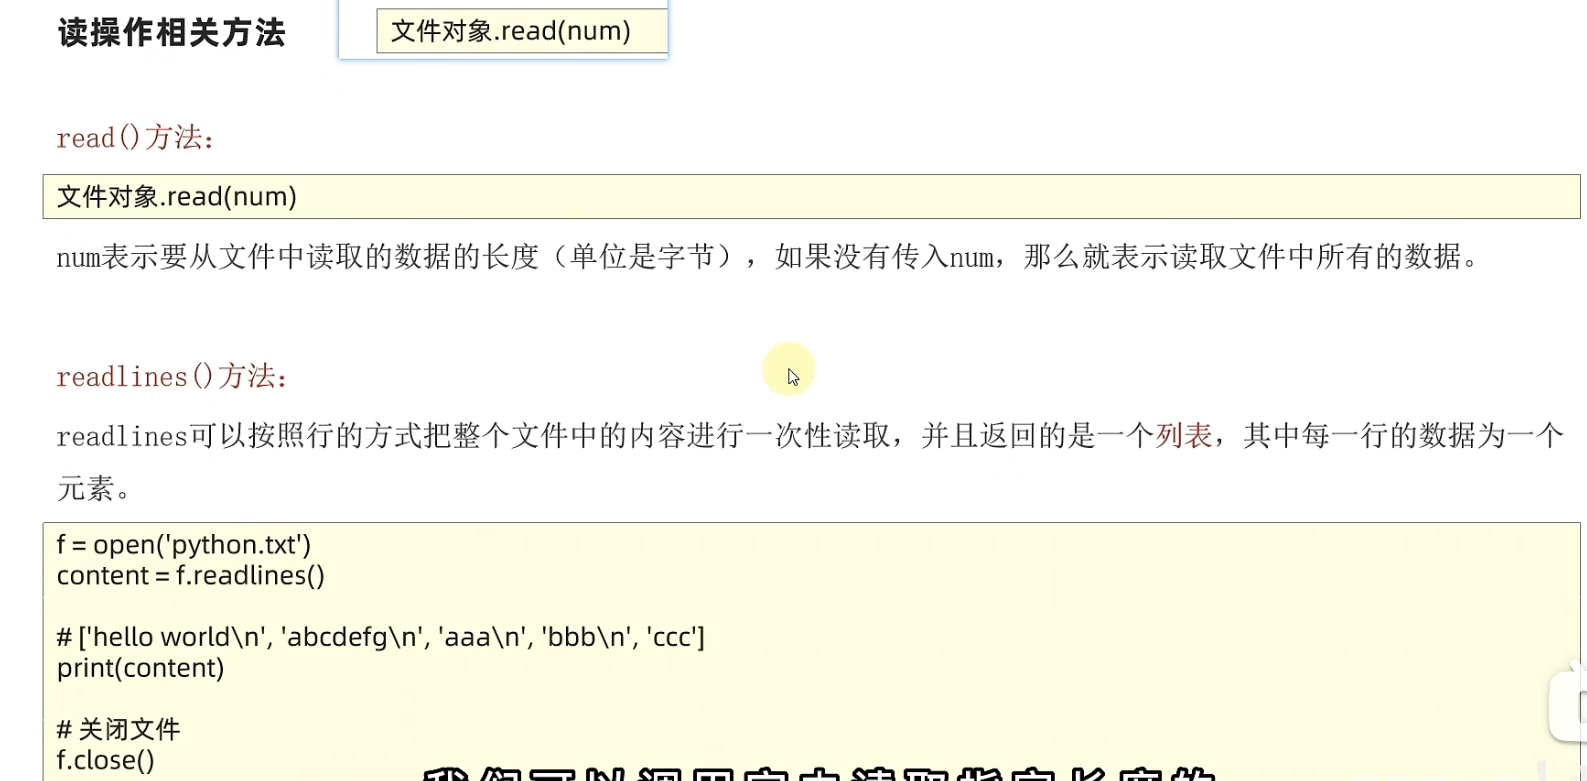 读操作相关方法
文件对象.read(num)
read()方法：
文件对象.read(num)
num表示要从文件中读取的数据的长度（单位是字节），如果没有传入num，那么就表示读取文件中所有的数据。
readlines()方法：
readlines可以按照行的方式把整个文件中的内容进行一次性读取，并且返回的是一个列表，其中每一行的数据为一个
元素。
f = open('python.txt')
content = f.readlines()
# ['hello world\n', 'abcdefg\n', 'aaa\n', 'bbb\n', 'ccc']
print(content)
# 关闭文件
f.close()